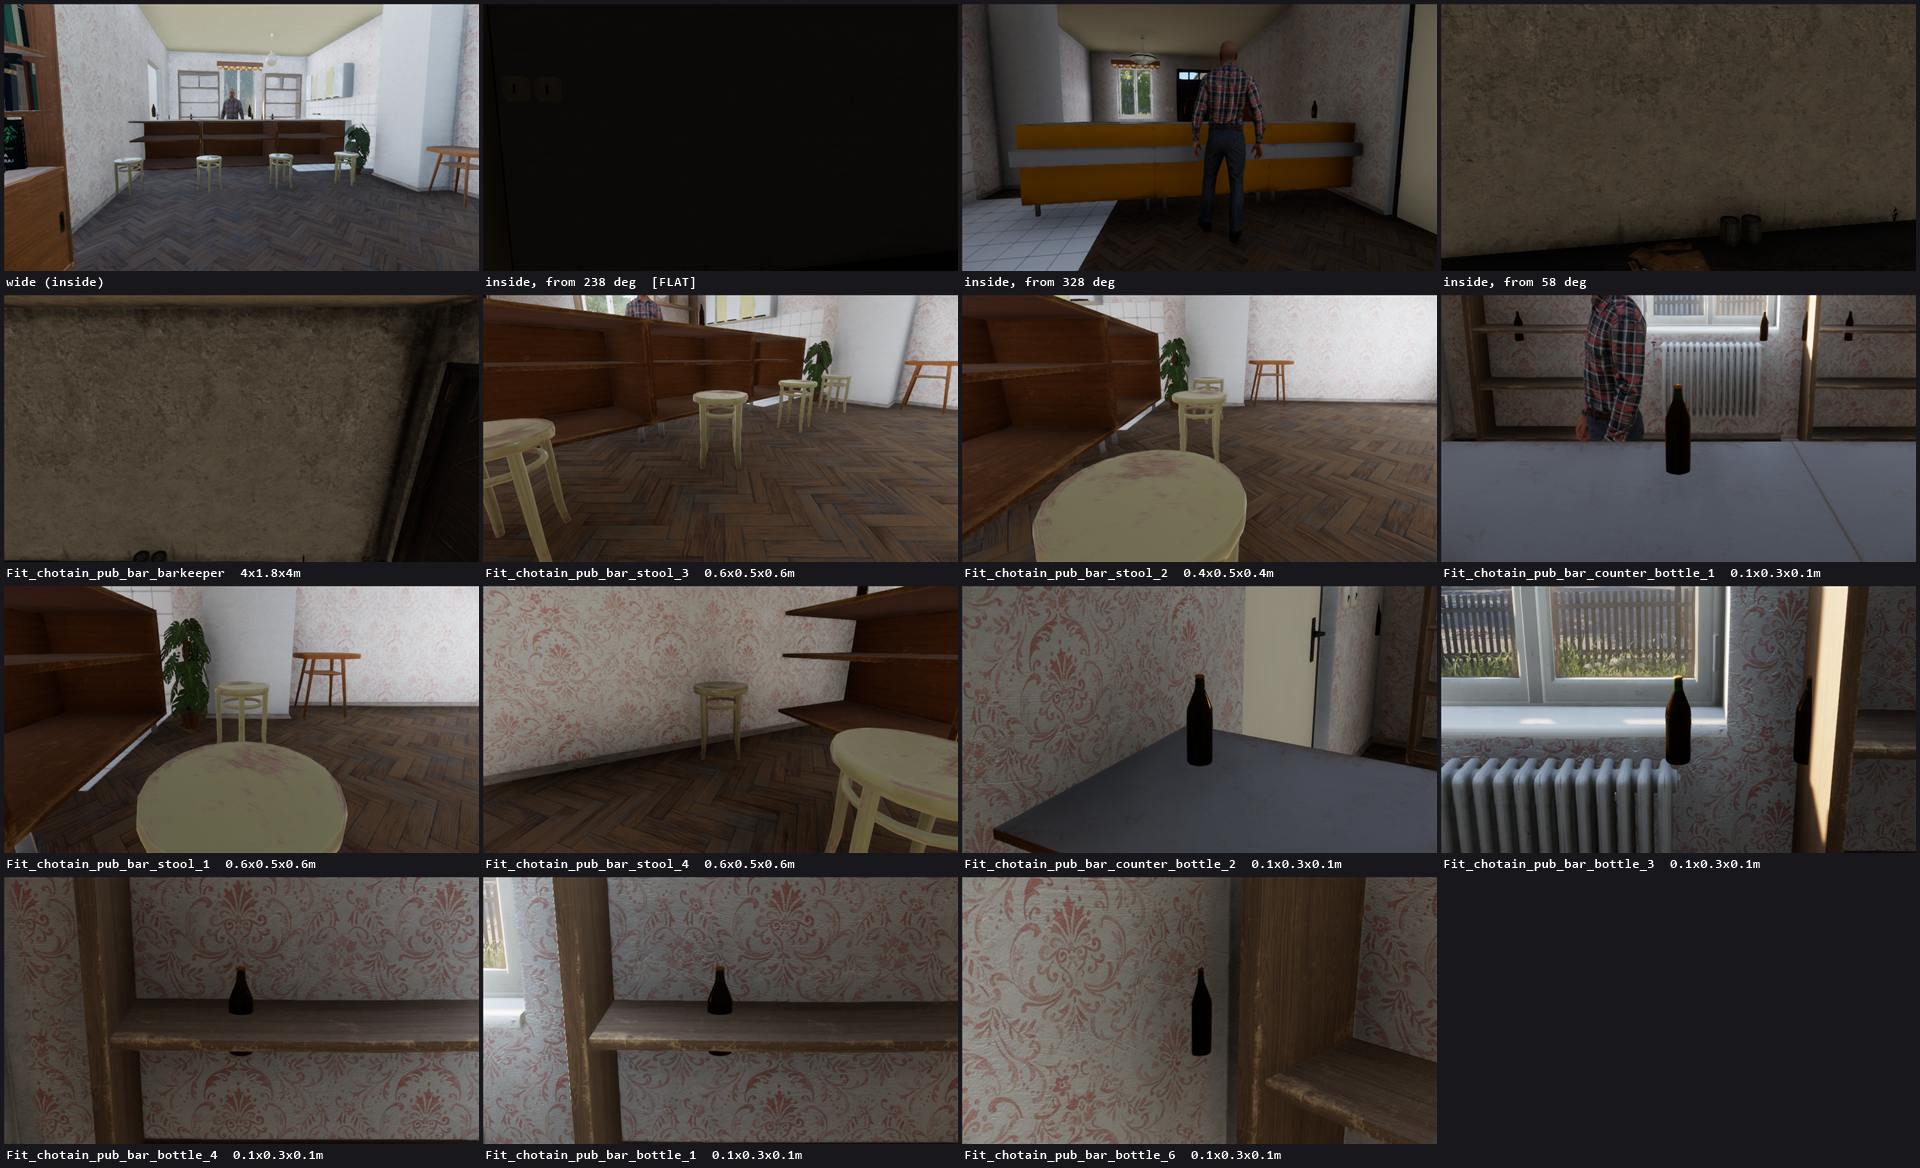 wide (inside)
inside, from 238 deg [FLAT]
inside, from 328 deg
inside, from 58 deg
Fit_chotain_pub_bar_barkeeper 4x1.8x4m
Fit_chotain_pub_bar_stool_3 0.6x0.5x0.6m
Fit_chotain_pub_bar_stool_2 0.4x0.5x0.4m
Fit_chotain_pub_bar_counter_bottle_1 0.1x0.3x0.1m
Fit_chotain_pub_bar_stool_1 0.6x0.5x0.6m
Fit_chotain_pub_bar_stool_4 0.6x0.5x0.6m
Fit_chotain_pub_bar_counter_bottle_2 0.1x0.3x0.1m
Fit_chotain_pub_bar_bottle_3 0.1x0.3x0.1m
Fit_chotain_pub_bar_bottle_4 0.1x0.3x0.1m
Fit_chotain_pub_bar_bottle_1 0.1x0.3x0.1m
Fit_chotain_pub_bar_bottle_6 0.1x0.3x0.1m